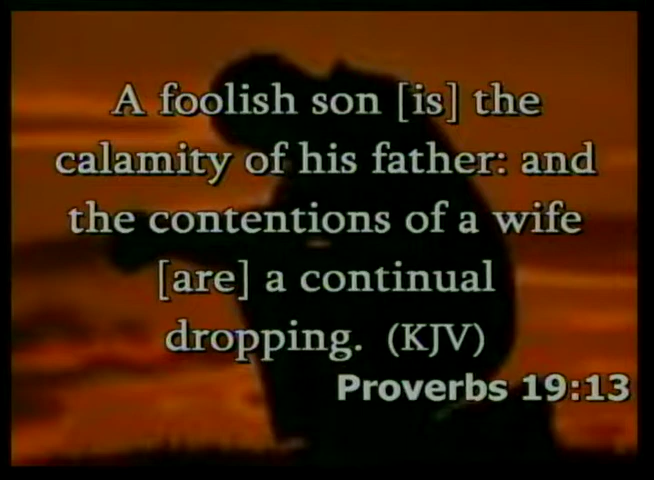 A foolish son [is] the
calamity of his father: and
the contentions of a wife
[are] a continual
dropping. (KJV)
Proverbs 19:13